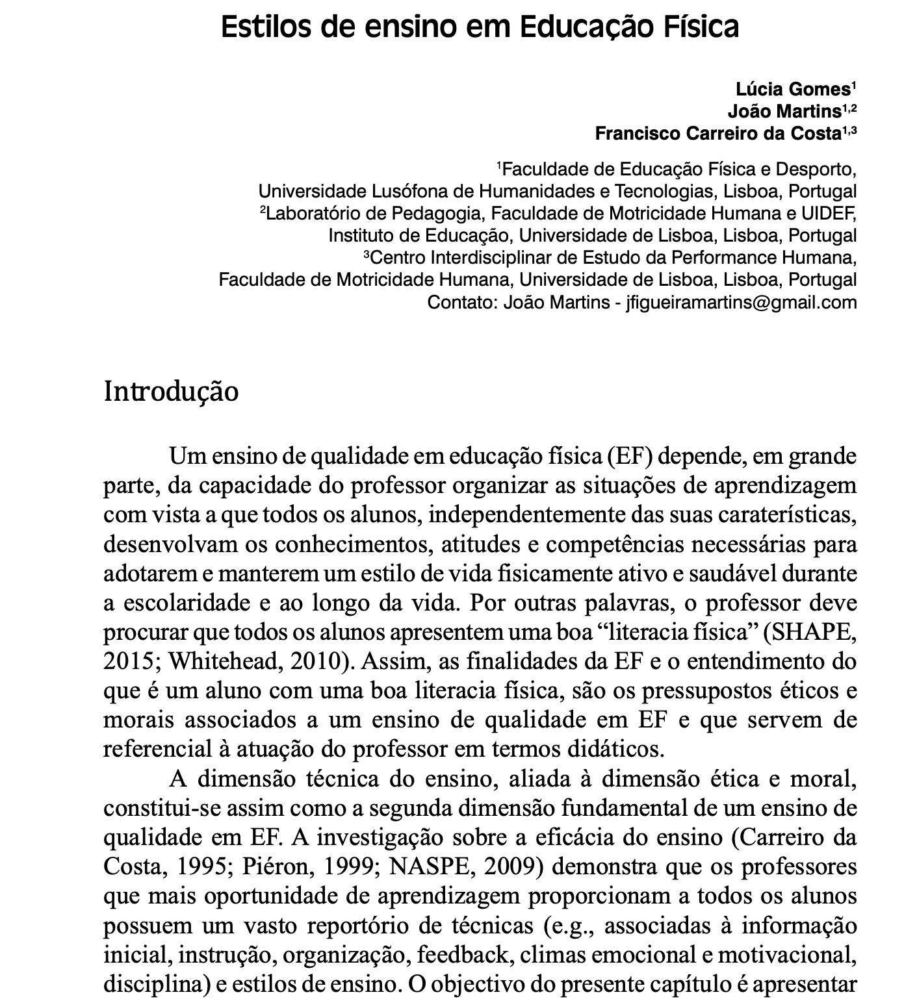 Estilos de ensino em Educação Física
Lúcia Gomes¹
João Martins¹,²
Francisco Carreiro da Costa¹,³
¹Faculdade de Educação Física e Desporto,
Universidade Lusófona de Humanidades e Tecnologias, Lisboa, Portugal
²Laboratório de Pedagogia, Faculdade de Motricidade Humana e UIDEF,
Instituto de Educação, Universidade de Lisboa, Lisboa, Portugal
³Centro Interdisciplinar de Estudo da Performance Humana,
Faculdade de Motricidade Humana, Universidade de Lisboa, Lisboa, Portugal
Contato: João Martins - jfigueiramartins@gmail.com
Introdução
Um ensino de qualidade em educação física (EF) depende, em grande
parte, da capacidade do professor organizar as situações de aprendizagem
com vista a que todos os alunos, independentemente das suas caraterísticas,
desenvolvam os conhecimentos, atitudes e competências necessárias para
adotarem e manterem um estilo de vida fisicamente ativo e saudável durante
a escolaridade e ao longo da vida. Por outras palavras, o professor deve
procurar que todos os alunos apresentem uma boa “literacia física” (SHAPE,
2015; Whitehead, 2010). Assim, as finalidades da EF e o entendimento do
que é um aluno com uma boa literacia física, são os pressupostos éticos e
morais associados a um ensino de qualidade em EF e que servem de
referencial à atuação do professor em termos didáticos.
A dimensão técnica do ensino, aliada à dimensão ética e moral,
constitui-se assim como a segunda dimensão fundamental de um ensino de
qualidade em EF. A investigação sobre a eficácia do ensino (Carreiro da
Costa, 1995; Piéron, 1999; NASPE, 2009) demonstra que os professores
que mais oportunidade de aprendizagem proporcionam a todos os alunos
possuem um vasto reportório de técnicas (e.g., associadas à informação
inicial, instrução, organização, feedback, climas emocional e motivacional,
disciplina) e estilos de ensino. O objectivo do presente capítulo é apresentar